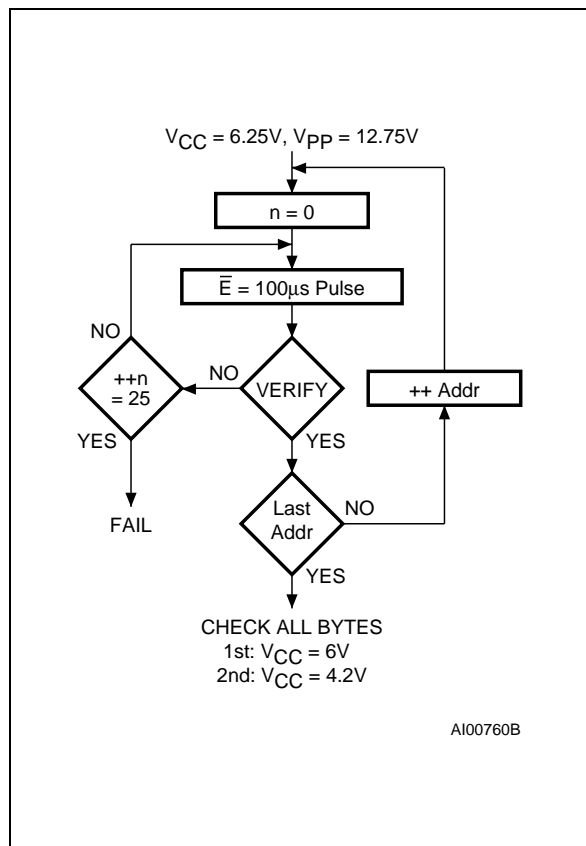 VCC = 6.25V, VPP = 12.75V
n = 0
E̅ = 100µs Pulse
NO
++n
= 25
NO
VERIFY
++ Addr
YES
YES
FAIL
Last
Addr
NO
YES
CHECK ALL BYTES
1st: VCC = 6V
2nd: VCC = 4.2V
AI00760B